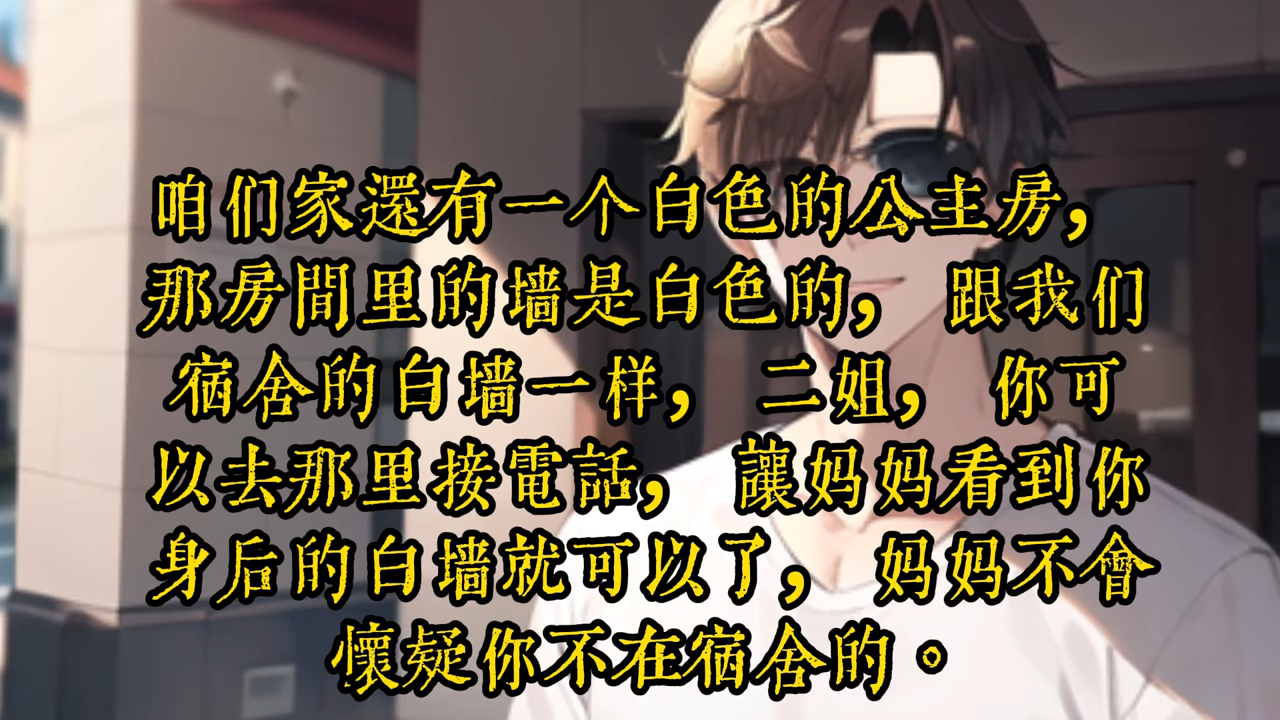 咱们家還有一个白色的公主房，
那房間里的墙是白色的， 跟我们
宿舍的白墙一样， 二姐， 你可
以去那里接電話， 讓妈妈看到你
身后的白墙就可以了， 妈妈不會
懷疑你不在宿舍的。